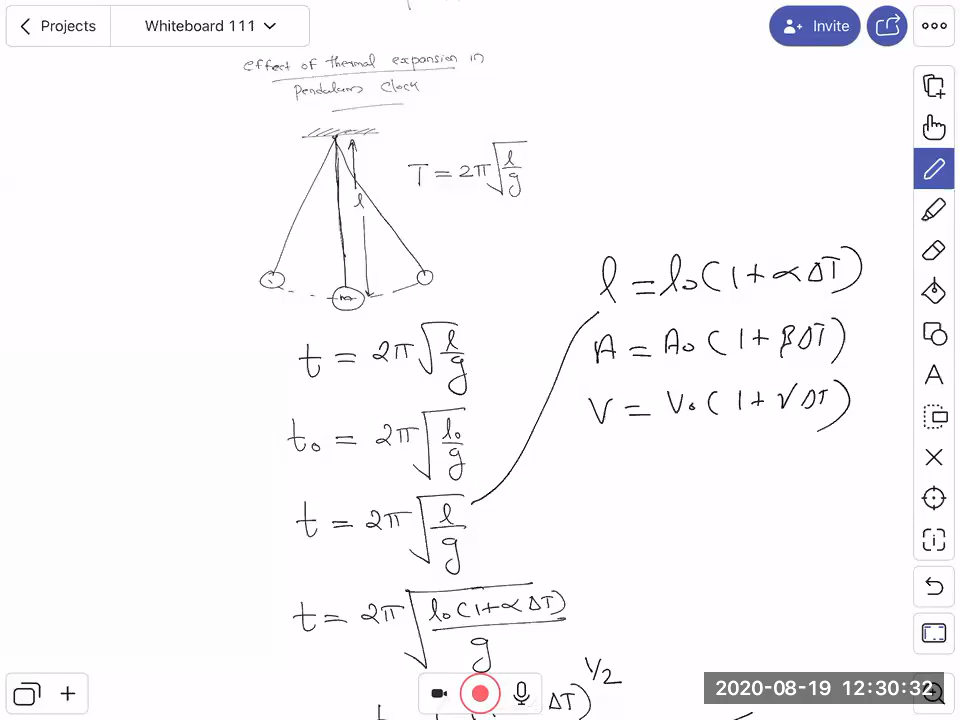 Projects
Whiteboard 111
Invite
effect of thermal expansion in
pendulum clock
T = 2π√(l/g)
l
l = l₀(1+αΔT)
A = A₀(1+βΔT)
V = V₀(1+γΔT)
t = 2π√(l/g)
t₀ = 2π√(l₀/g)
t = 2π√(l/g)
t = 2π√(l₀(1+αΔT)/g)
ΔT)^1/2
2020-08-19 12:30:32